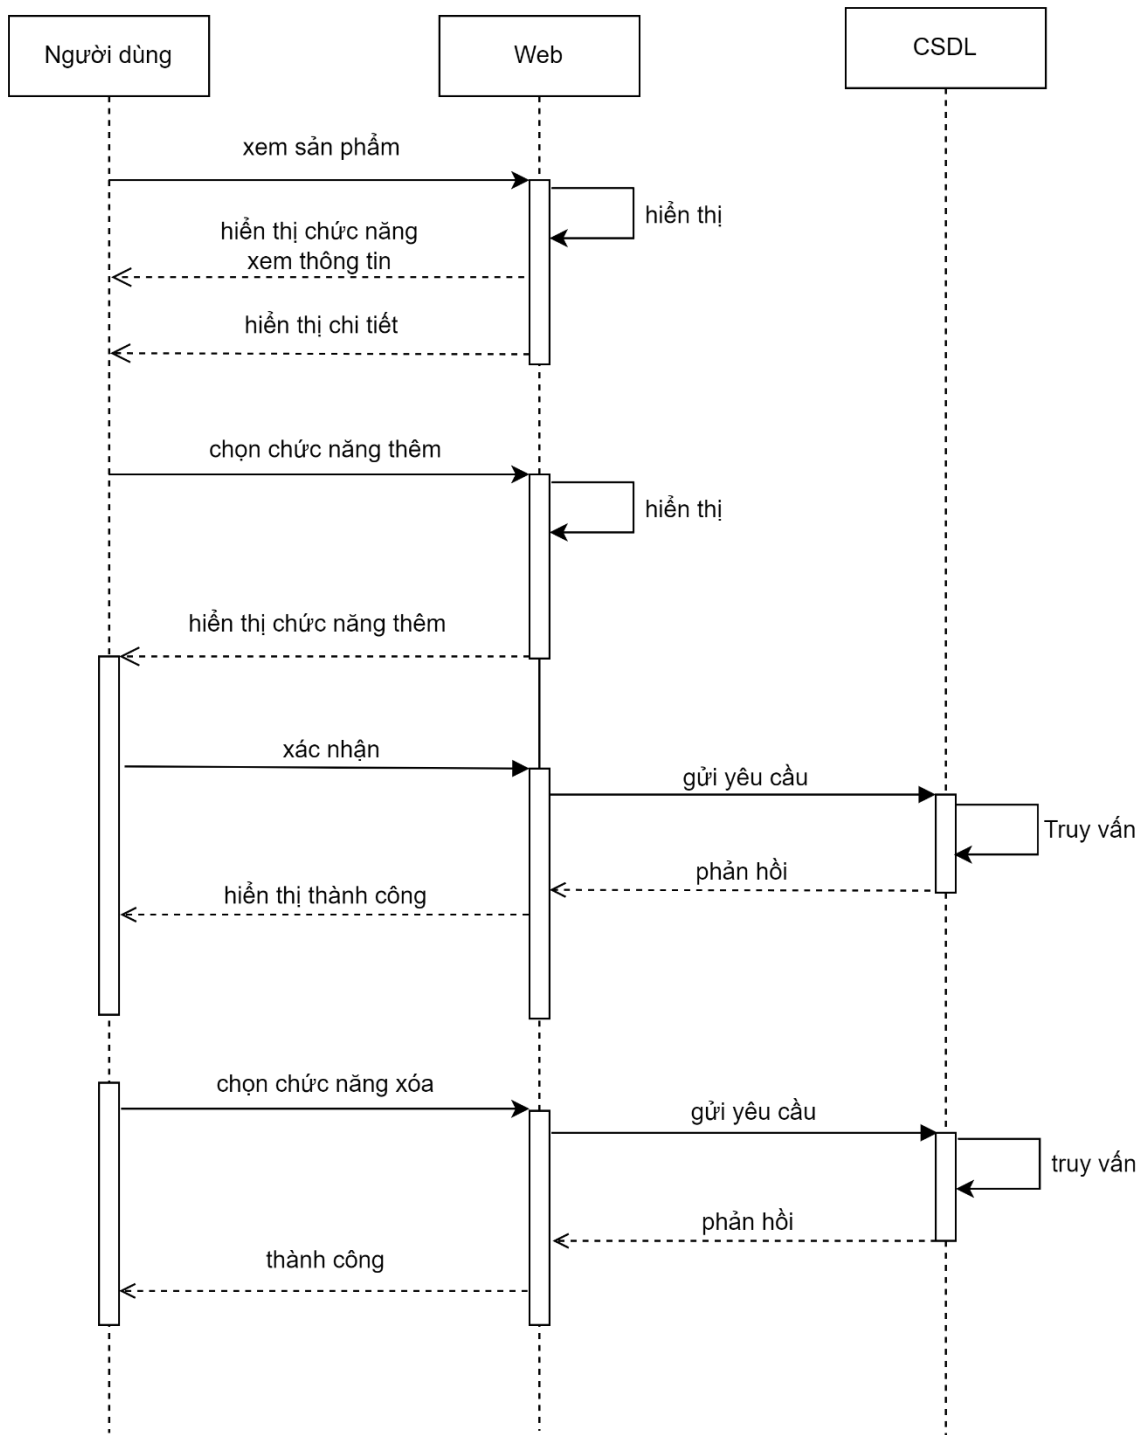 Người dùng
Web
CSDL
xem sản phẩm
hiển thị
hiển thị chức năng
xem thông tin
hiển thị chi tiết
chọn chức năng thêm
hiển thị
hiển thị chức năng thêm
xác nhận
gửi yêu cầu
Truy vấn
phản hồi
hiển thị thành công
chọn chức năng xóa
gửi yêu cầu
truy vấn
phản hồi
thành công